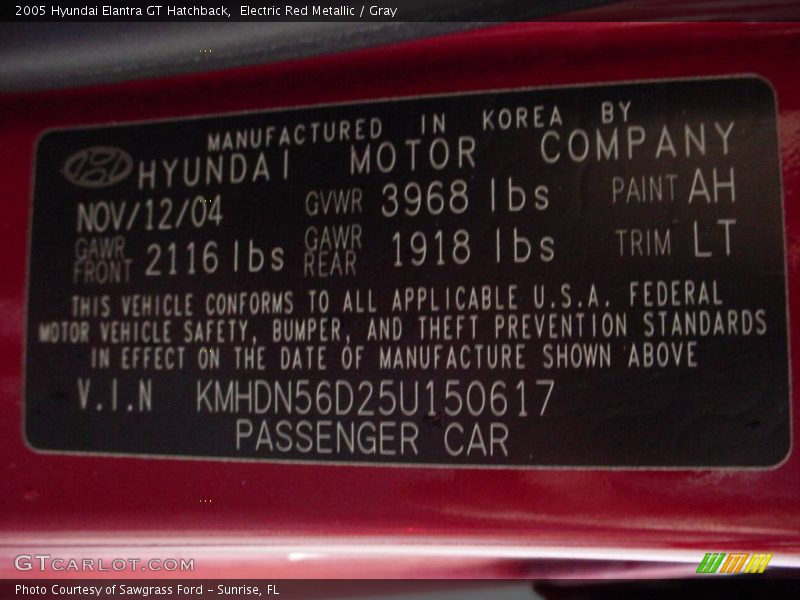 2005 Hyundai Elantra GT Hatchback,  Electric Red Metallic / Gray
MANUFACTURED IN KOREA BY
HYUNDAI MOTOR COMPANY
NOV/12/04 GVWR 3968 lbs PAINT AH
GAWR FRONT 2116 lbs GAWR REAR 1918 lbs TRIM LT
THIS VEHICLE CONFORMS TO ALL APPLICABLE U.S.A. FEDERAL
MOTOR VEHICLE SAFETY, BUMPER, AND THEFT PREVENTION STANDARDS
IN EFFECT ON THE DATE OF MANUFACTURE SHOWN ABOVE
V.I.N KMHDN56D25U150617
PASSENGER CAR
GTCARLOT.COM
Photo Courtesy of Sawgrass Ford - Sunrise, FL